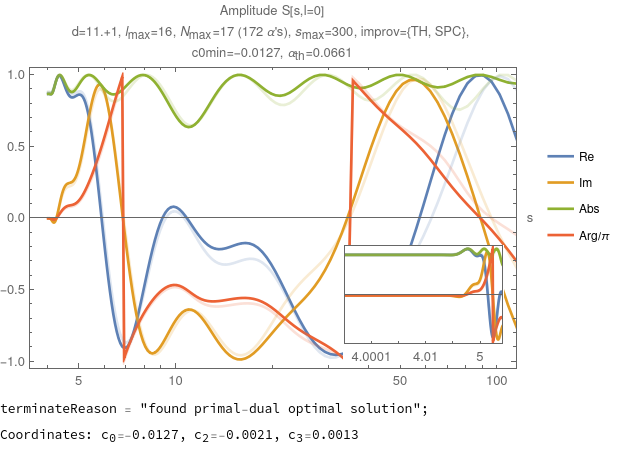 Amplitude S[s,l=0]
d=11.+1, lmax=16, Nmax=17 (172 α's), smax=300, improv={TH, SPC},
c0min=−0.0127, αth=0.0661
1.0
0.5
0.0
−0.5
−1.0
5
10
50
100
s
4.0001
4.01
5
Re
Im
Abs
Arg/π
terminateReason = "found primal-dual optimal solution";
Coordinates: c0=−0.0127, c2=−0.0021, c3=0.0013